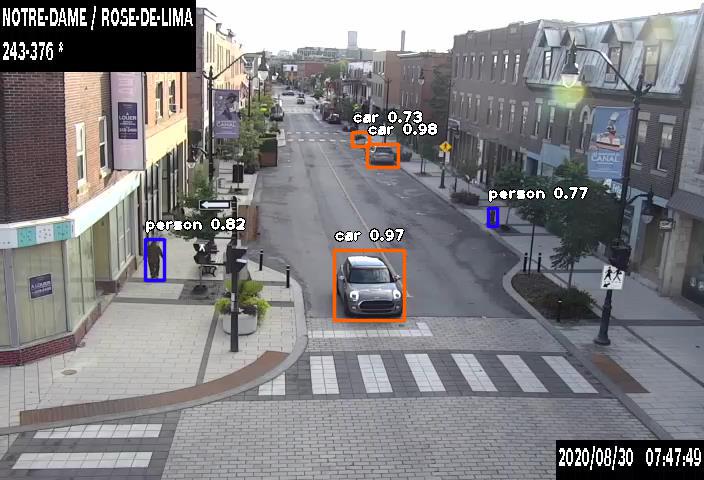 NOTRE-DAME / ROSE-DE-LIMA
243-376 *
car 0.73
car 0.98
person 0.77
person 0.82
car 0.97
À LOUER
CANAL
CANAL
2020/08/30 07:47:49